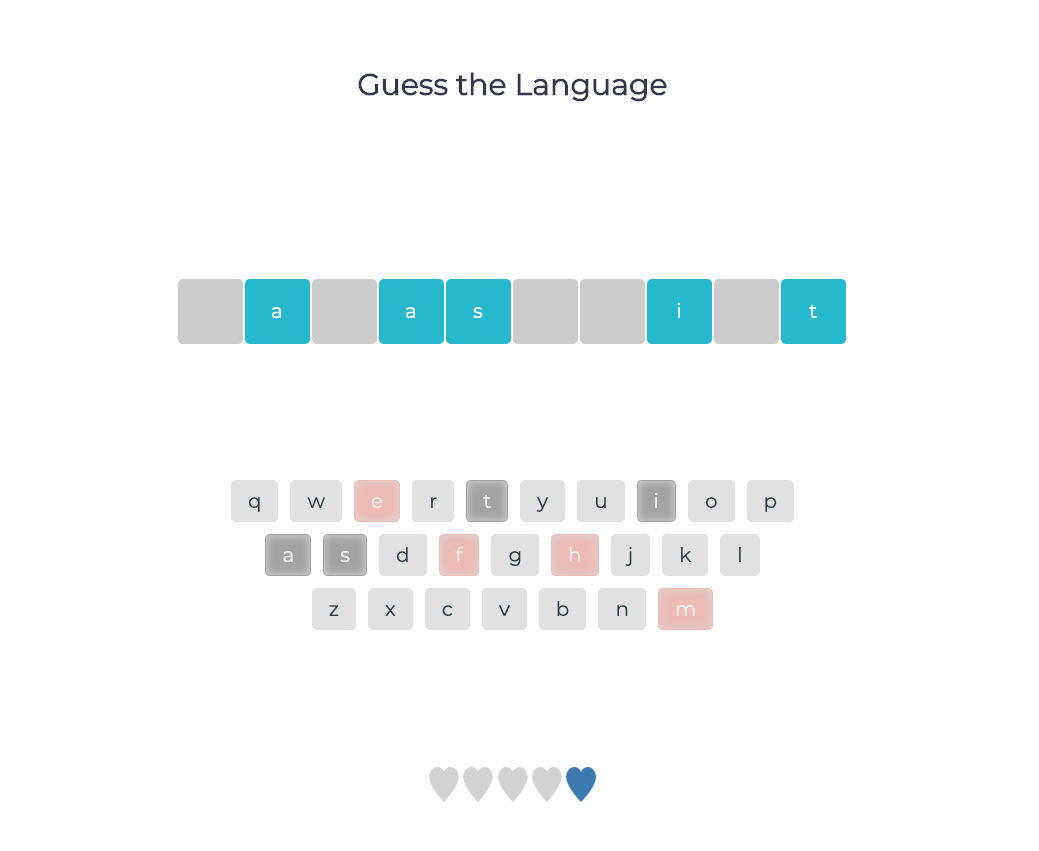 Guess the Language
a a s i t
q w e r t y u i o p
a s d f g h j k l
z x c v b n m